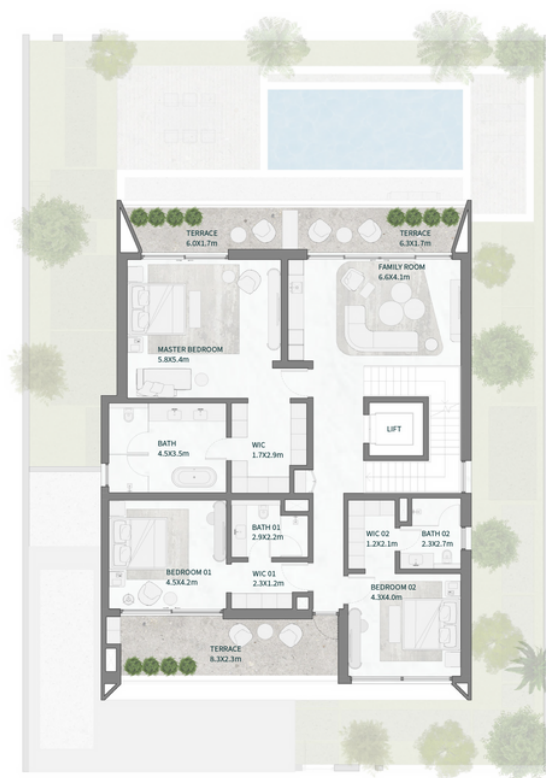 TERRACE
6.0X1.7m
TERRACE
6.3X1.7m
FAMILY ROOM
6.6X4.1m
MASTER BEDROOM
5.8X5.4m
LIFT
BATH
4.5X3.5m
WIC
1.7X2.9m
BATH 01
2.9X2.2m
WIC 02
1.2X2.1m
BATH 02
2.3X2.7m
BEDROOM 01
4.5X4.2m
WIC 01
2.3X1.2m
BEDROOM 02
4.3X4.0m
TERRACE
8.3X2.3m